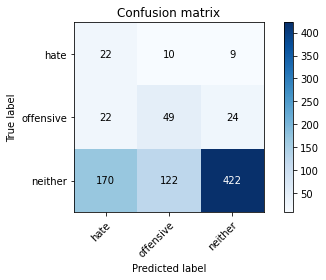 Confusion matrix
hate 22 10 9
offensive 22 49 24
neither 170 122 422
hate offensive neither
True label
Predicted label
400
350
300
250
200
150
100
50